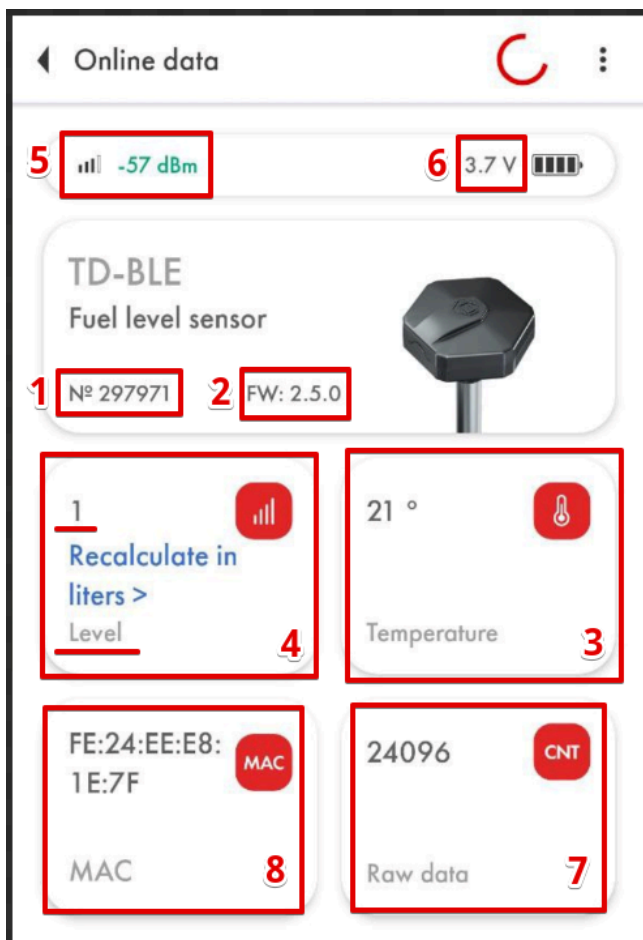 Online data
5 -57 dBm 6 3.7 V
TD-BLE
Fuel level sensor
1 № 297971 2 FW: 2.5.0
1
Recalculate in
liters >
Level 4
21 °
Temperature 3
FE:24:EE:E8:
1E:7F
MAC
MAC 8
24096 CNT
Raw data 7